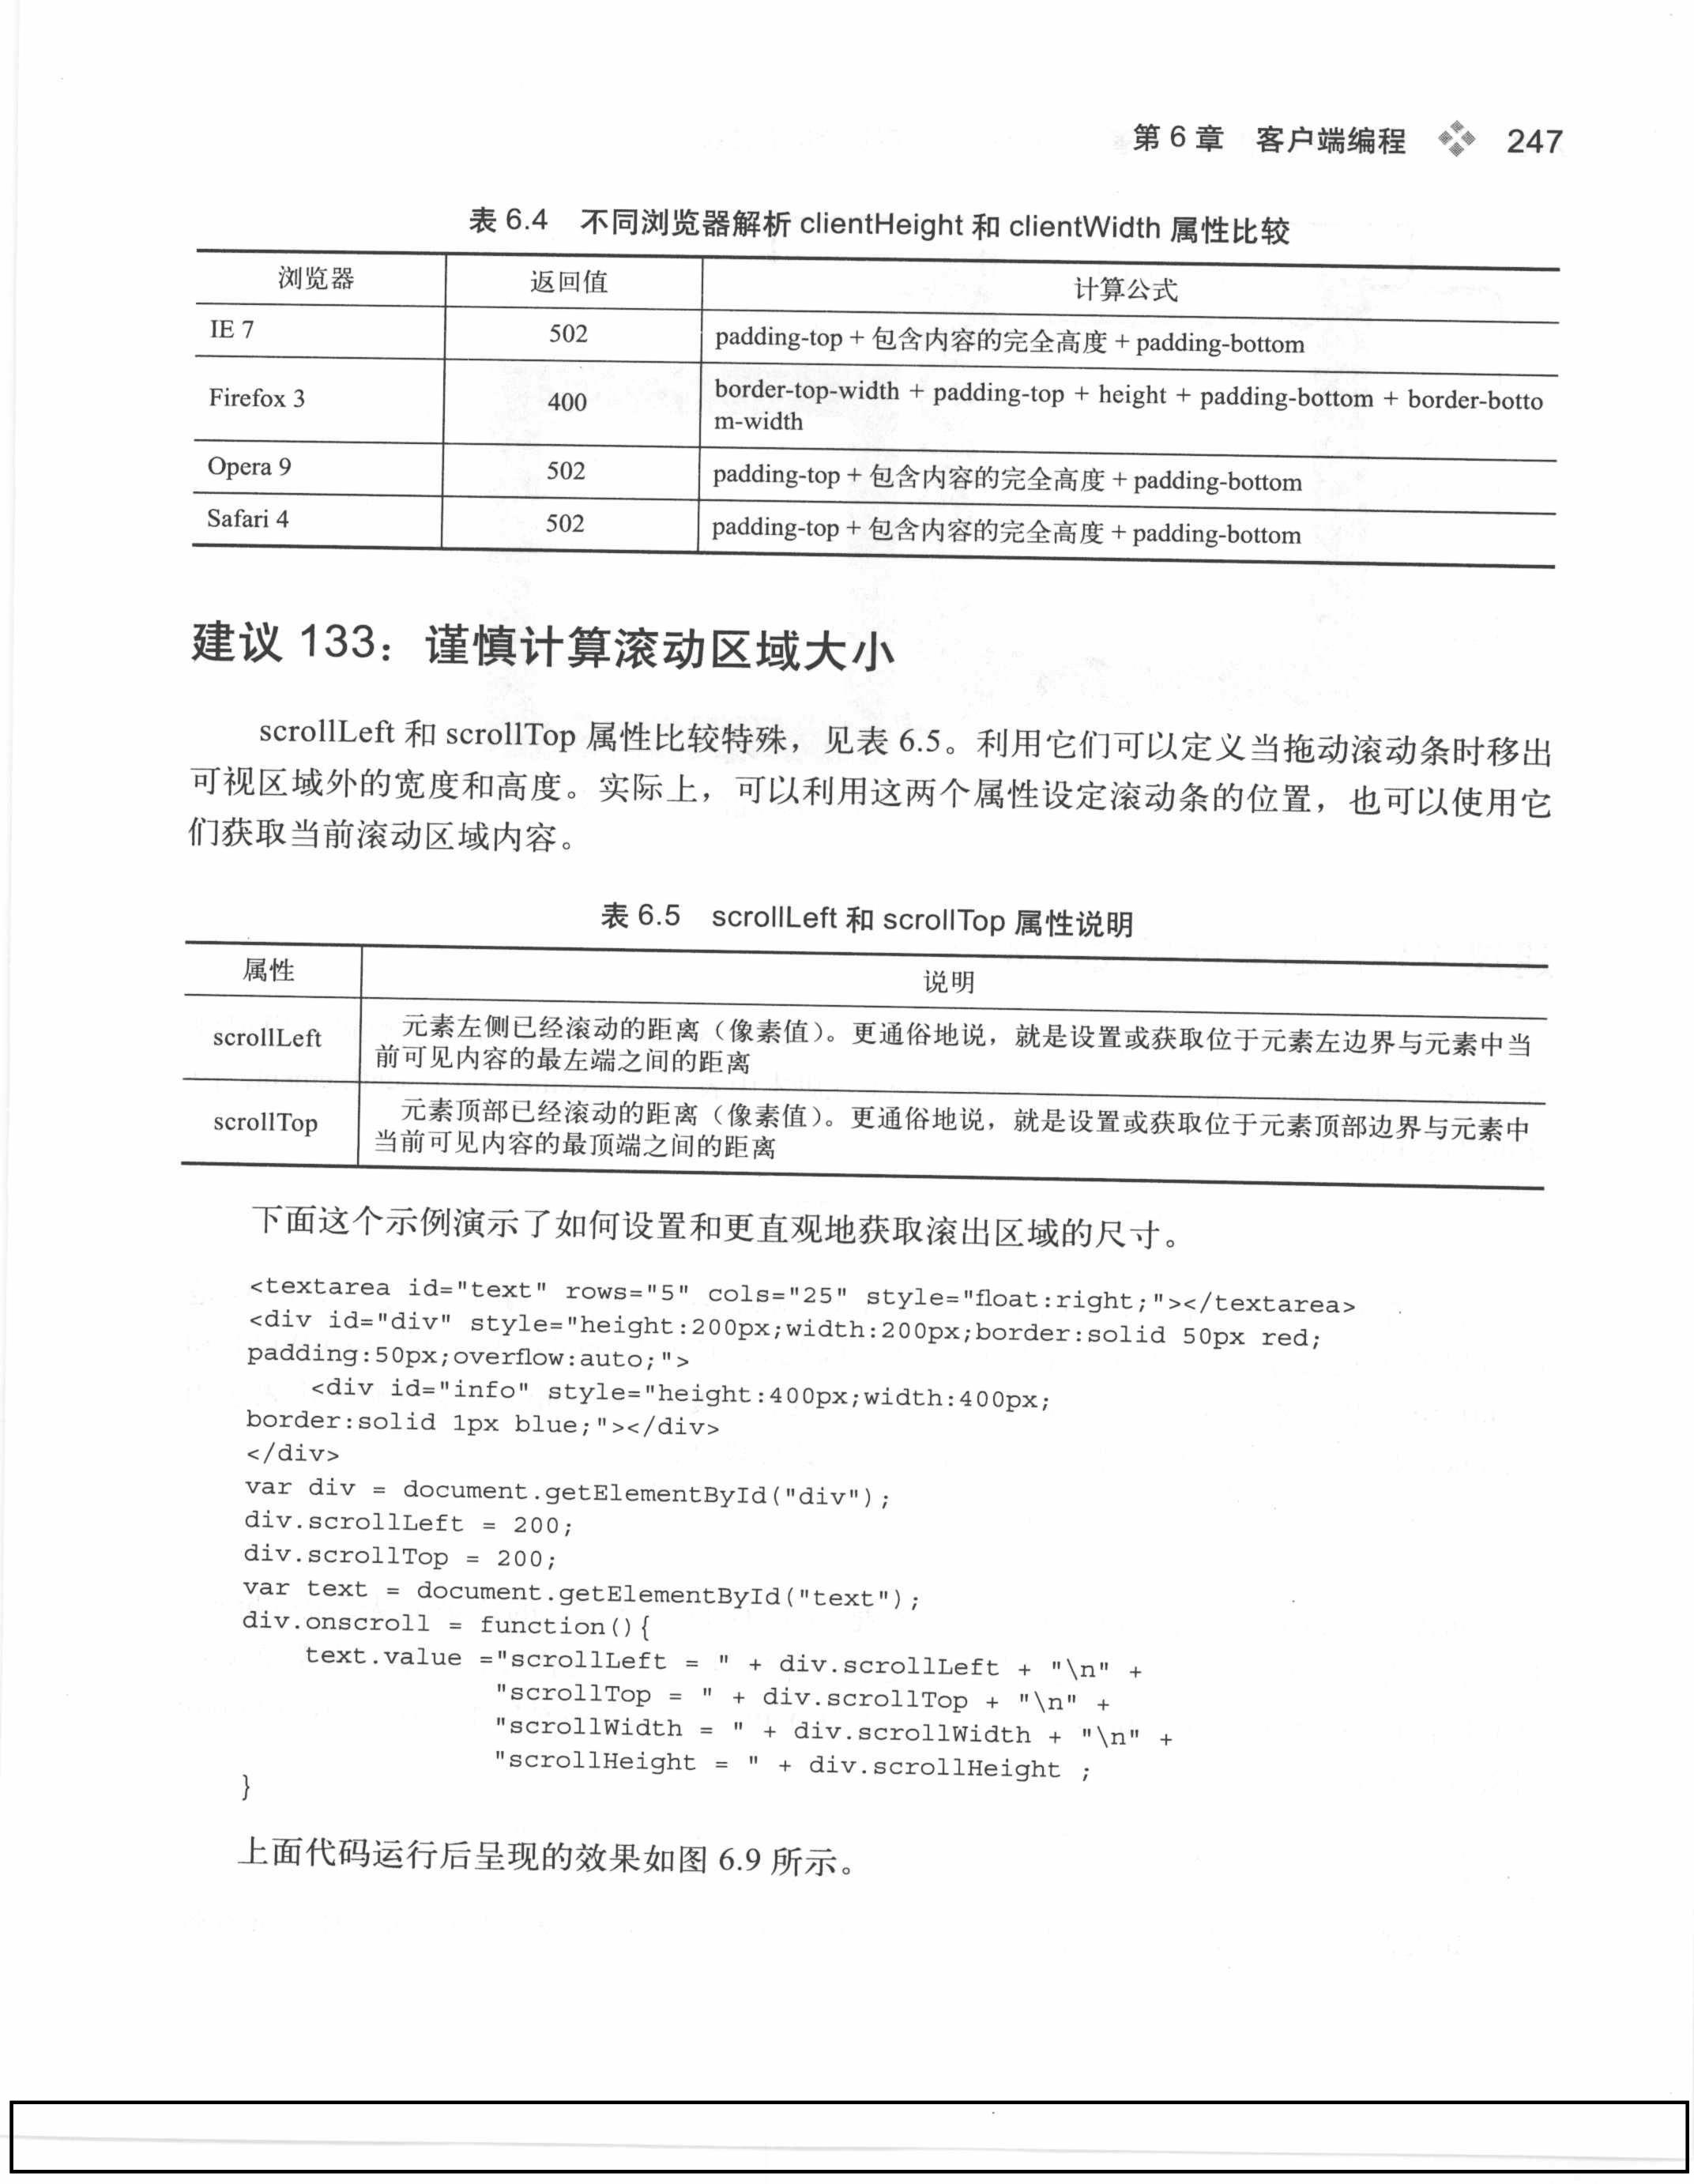 第 6 章 客户端编程 247
表 6.4 不同浏览器解析 clientHeight 和 clientWidth 属性比较
浏览器 返回值 计算公式
IE 7 502 padding-top + 包含内容的完全高度 + padding-bottom
Firefox 3 400 border-top-width + padding-top + height + padding-bottom + border-botto
m-width
Opera 9 502 padding-top + 包含内容的完全高度 + padding-bottom
Safari 4 502 padding-top + 包含内容的完全高度 + padding-bottom
建议 133：谨慎计算滚动区域大小
scrollLeft 和 scrollTop 属性比较特殊，见表 6.5。利用它们可以定义当拖动滚动条时移出
可视区域外的宽度和高度。实际上，可以利用这两个属性设定滚动条的位置，也可以使用它
们获取当前滚动区域内容。
表 6.5 scrollLeft 和 scrollTop 属性说明
属性 说明
scrollLeft 元素左侧已经滚动的距离（像素值）。更通俗地说，就是设置或获取位于元素左边界与元素中当
前可见内容的最左端之间的距离
scrollTop 元素顶部已经滚动的距离（像素值）。更通俗地说，就是设置或获取位于元素顶部边界与元素中
当前可见内容的最顶端之间的距离
下面这个示例演示了如何设置和更直观地获取滚出区域的尺寸。
<textarea id="text" rows="5" cols="25" style="float:right;"></textarea>
<div id="div" style="height:200px;width:200px;border:solid 50px red;
padding:50px;overflow:auto;">
    <div id="info" style="height:400px;width:400px;
border:solid 1px blue;"></div>
</div>
var div = document.getElementById("div");
div.scrollLeft = 200;
div.scrollTop = 200;
var text = document.getElementById("text");
div.onscroll = function(){
    text.value ="scrollLeft = " + div.scrollLeft + "\n" +
                "scrollTop = " + div.scrollTop + "\n" +
                "scrollWidth = " + div.scrollWidth + "\n" +
                "scrollHeight = " + div.scrollHeight ;
}
上面代码运行后呈现的效果如图 6.9 所示。